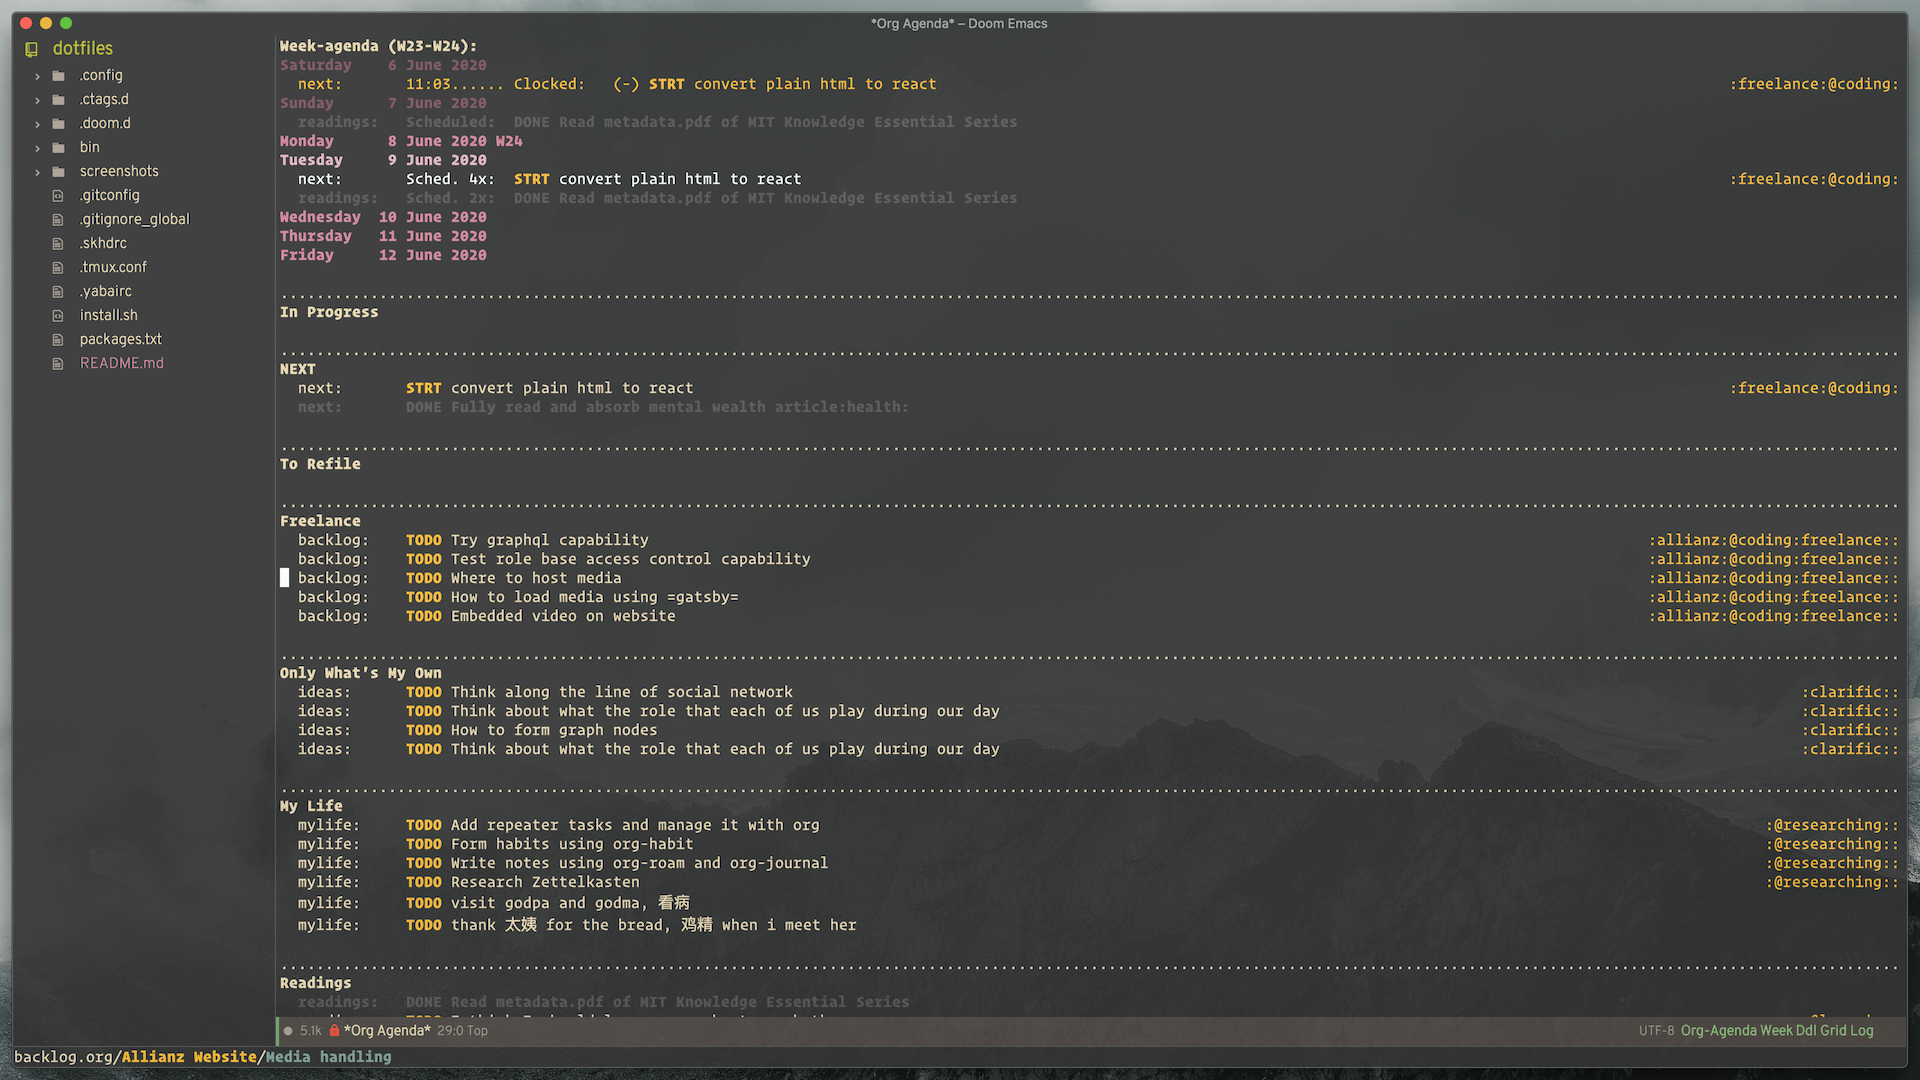 *Org Agenda* – Doom Emacs
dotfiles
.config
.ctags.d
.doom.d
bin
screenshots
.gitconfig
.gitignore_global
.skhdrc
.tmux.conf
.yabairc
install.sh
packages.txt
README.md
Week-agenda (W23-W24):
Saturday 6 June 2020
next: 11:03...... Clocked: (-) STRT convert plain html to react :freelance:@coding:
Sunday 7 June 2020
readings: Scheduled: DONE Read metadata.pdf of MIT Knowledge Essential Series
Monday 8 June 2020 W24
Tuesday 9 June 2020
next: Sched. 4x: STRT convert plain html to react :freelance:@coding:
readings: Sched. 2x: DONE Read metadata.pdf of MIT Knowledge Essential Series
Wednesday 10 June 2020
Thursday 11 June 2020
Friday 12 June 2020
In Progress
NEXT
next: STRT convert plain html to react :freelance:@coding:
next: DONE Fully read and absorb mental wealth article:health:
To Refile
Freelance
backlog: TODO Try graphql capability :allianz:@coding:freelance::
backlog: TODO Test role base access control capability :allianz:@coding:freelance::
backlog: TODO Where to host media :allianz:@coding:freelance::
backlog: TODO How to load media using =gatsby= :allianz:@coding:freelance::
backlog: TODO Embedded video on website :allianz:@coding:freelance::
Only What's My Own
ideas: TODO Think along the line of social network :clarific::
ideas: TODO Think about what the role that each of us play during our day :clarific::
ideas: TODO How to form graph nodes :clarific::
ideas: TODO Think about what the role that each of us play during our day :clarific::
My Life
mylife: TODO Add repeater tasks and manage it with org :@researching::
mylife: TODO Form habits using org-habit :@researching::
mylife: TODO Write notes using org-roam and org-journal :@researching::
mylife: TODO Research Zettelkasten :@researching::
mylife: TODO visit godpa and godma, 看病
mylife: TODO thank 太姨 for the bread, 鸡精 when i meet her
Readings
readings: DONE Read metadata.pdf of MIT Knowledge Essential Series
5.1k *Org Agenda* 29:0 Top UTF-8 Org-Agenda Week Ddl Grid Log
backlog.org/Allianz Website/Media handling